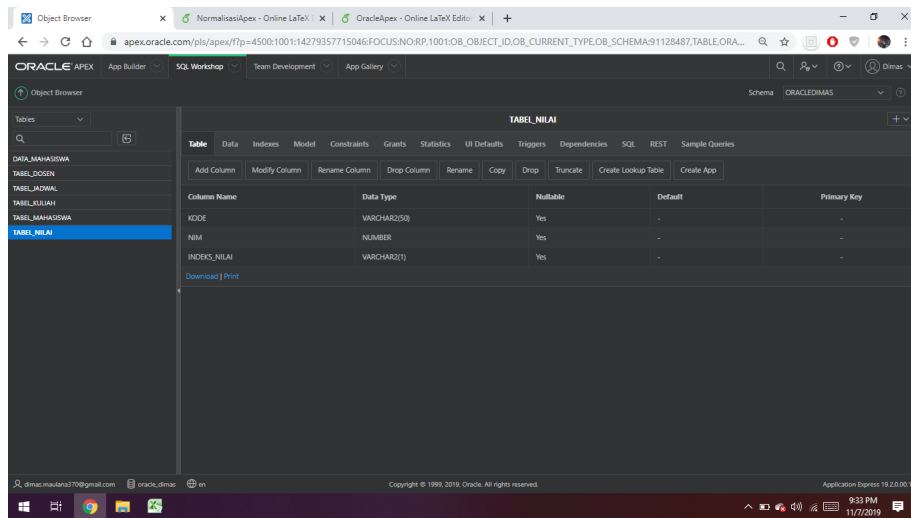 Object Browser NormalisasiApex - Online LaTeX E OracleApex - Online LaTeX Editor
apex.oracle.com/pls/apex/f?p=4500:1001:14279357715046:FOCUS:NO:RP,1001:OB_OBJECT_ID,OB_CURRENT_TYPE,OB_SCHEMA:91128487,TABLE,ORA...
ORACLE APEX App Builder SQL Workshop Team Development App Gallery Dimas
Object Browser Schema ORACLEDIMAS
Tables
TABEL_NILAI
DATA_MAHASISWA
TABEL_DOSEN
TABEL_JADWAL
TABEL_KULIAH
TABEL_MAHASISWA
TABEL_NILAI
Table Data Indexes Model Constraints Grants Statistics UI Defaults Triggers Dependencies SQL REST Sample Queries
Add Column Modify Column Rename Column Drop Column Rename Copy Drop Truncate Create Lookup Table Create App
Column Name Data Type Nullable Default Primary Key
KODE VARCHAR2(50) Yes - -
NIM NUMBER Yes - -
INDEKS_NILAI VARCHAR2(1) Yes - -
Download | Print
dimas.maulana370@gmail.com oracle_dimas en Copyright © 1999, 2019, Oracle. All rights reserved. Application Express 19.2.0.00.1
9:33 PM
11/7/2019